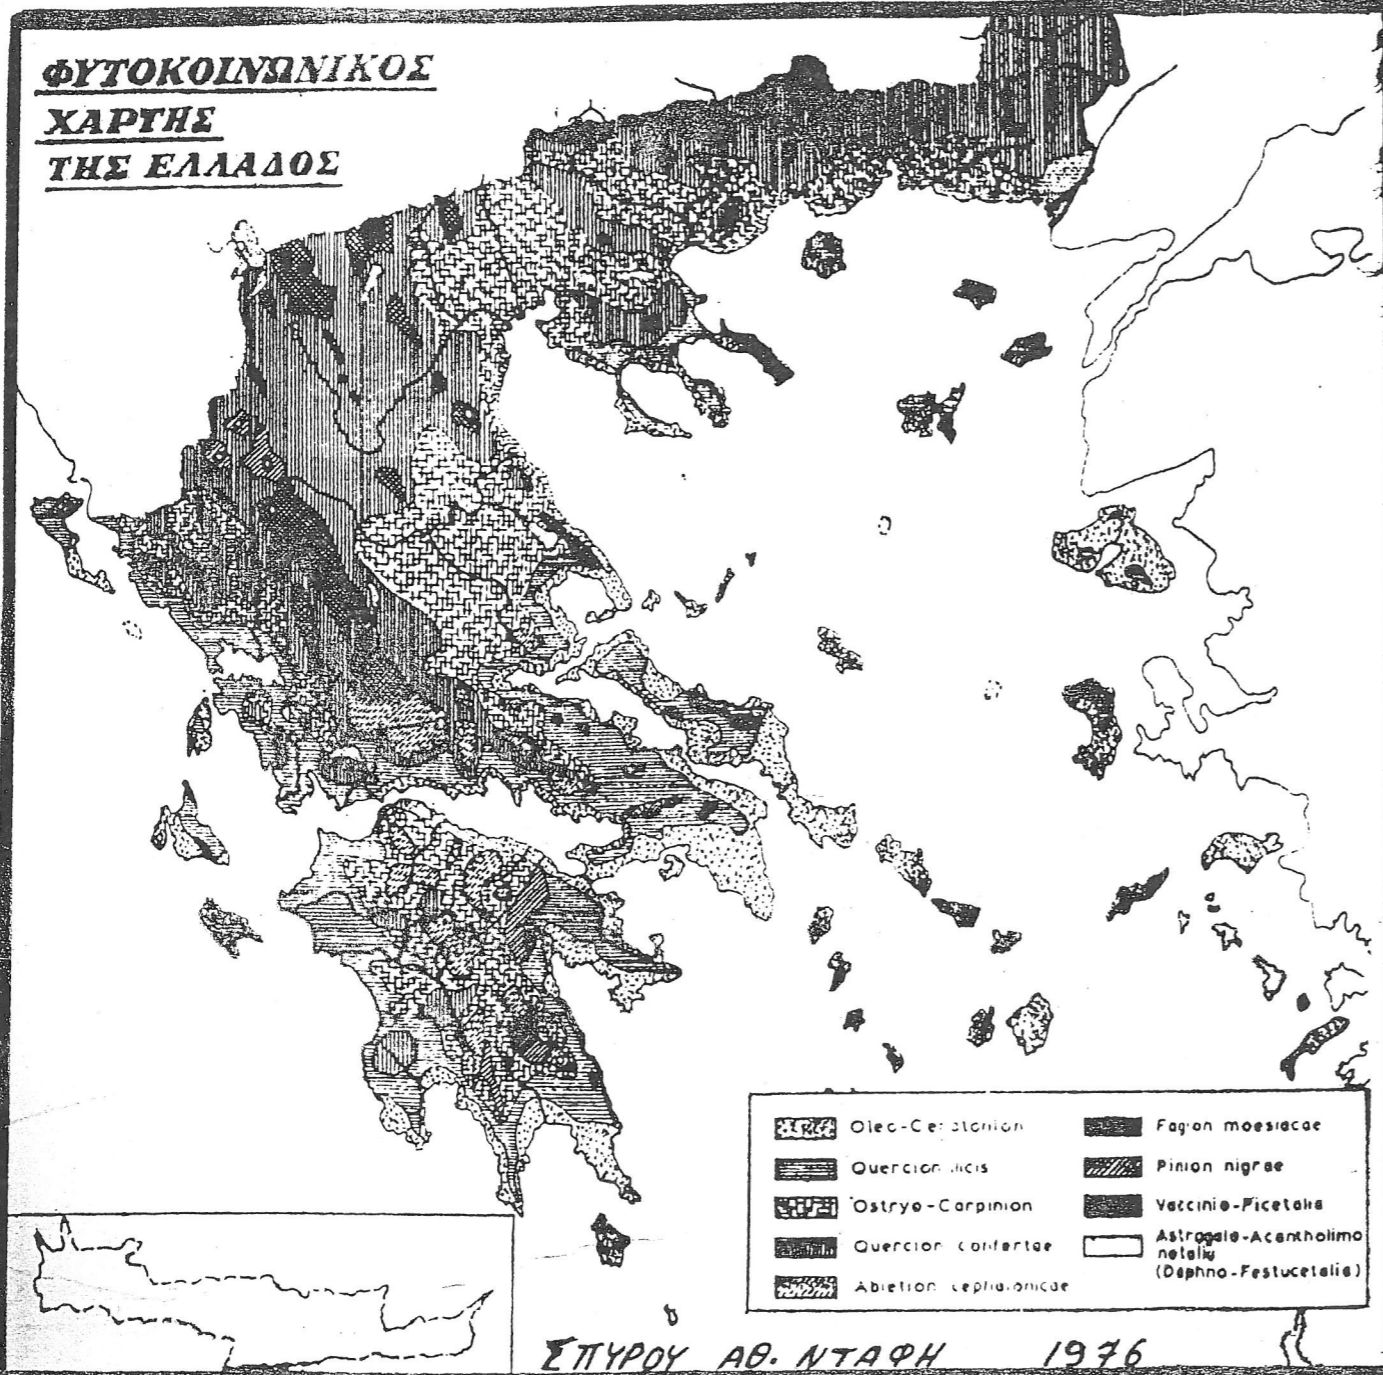 ΦΥΤΟΚΟΙΝΩΝΙΚΟΣ
ΧΑΡΤΗΣ
ΤΗΣ ΕΛΛΑΔΟΣ
Oleo-Ceratonion
Quercion ilicis
Ostryo-Carpinion
Quercion confertae
Abietion cephalonicae
Fagion moesiacae
Pinion nigrae
Vaccinio-Picetalia
Astragalo-Acantholimo
netalia
(Daphno-Festucetalia)
ΣΠΥΡΟΥ ΑΘ. ΝΤΑΦΗ 1976